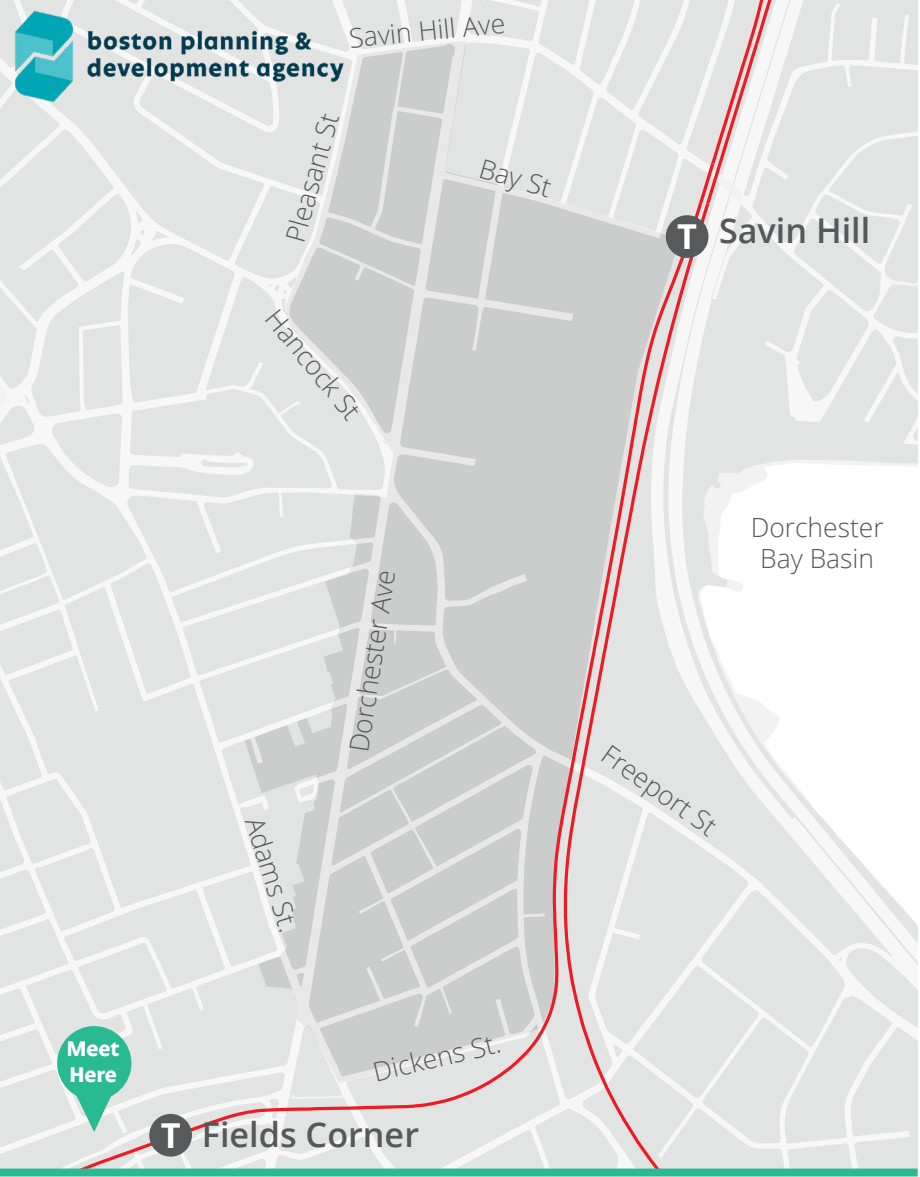 boston planning &
development agency
Savin Hill Ave
Pleasant St
Bay St
T Savin Hill
Hancock St
Dorchester
Bay Basin
Dorchester Ave
Freeport St
Adams St.
Meet
Here
Dickens St.
T Fields Corner